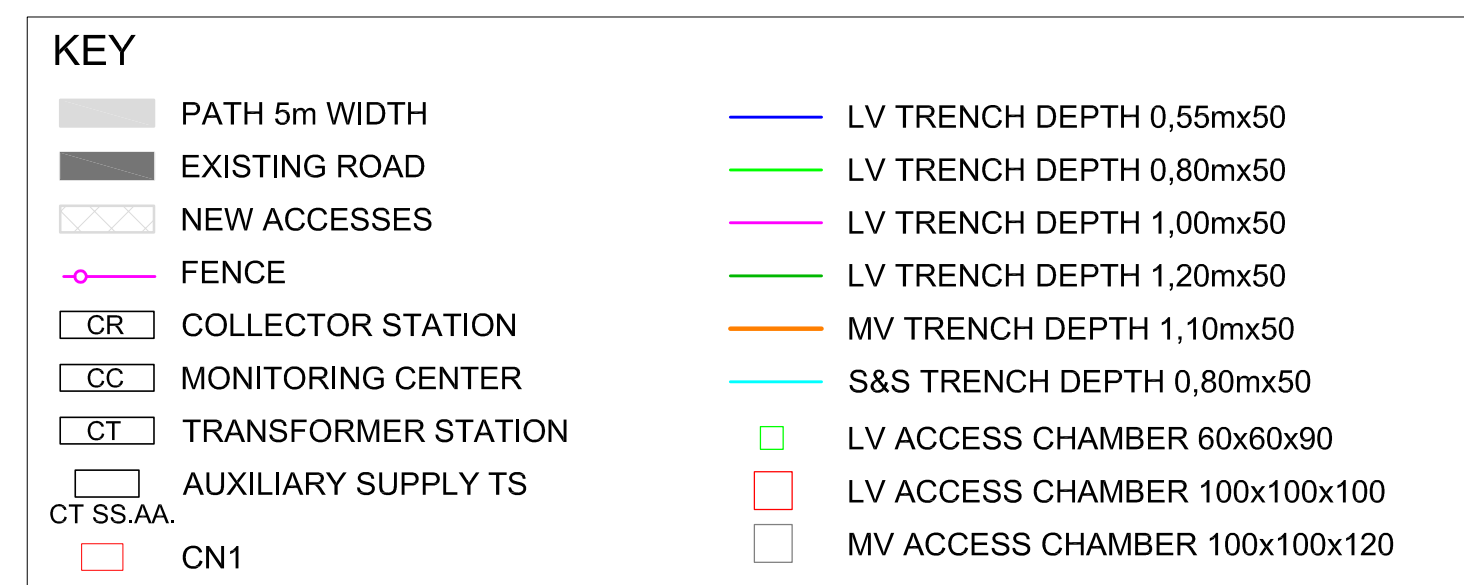 KEY
PATH 5m WIDTH
EXISTING ROAD
NEW ACCESSES
FENCE
CR COLLECTOR STATION
CC MONITORING CENTER
CT TRANSFORMER STATION
AUXILIARY SUPPLY TS
CT SS.AA.
CN1
LV TRENCH DEPTH 0,55mx50
LV TRENCH DEPTH 0,80mx50
LV TRENCH DEPTH 1,00mx50
LV TRENCH DEPTH 1,20mx50
MV TRENCH DEPTH 1,10mx50
S&S TRENCH DEPTH 0,80mx50
LV ACCESS CHAMBER 60x60x90
LV ACCESS CHAMBER 100x100x100
MV ACCESS CHAMBER 100x100x120